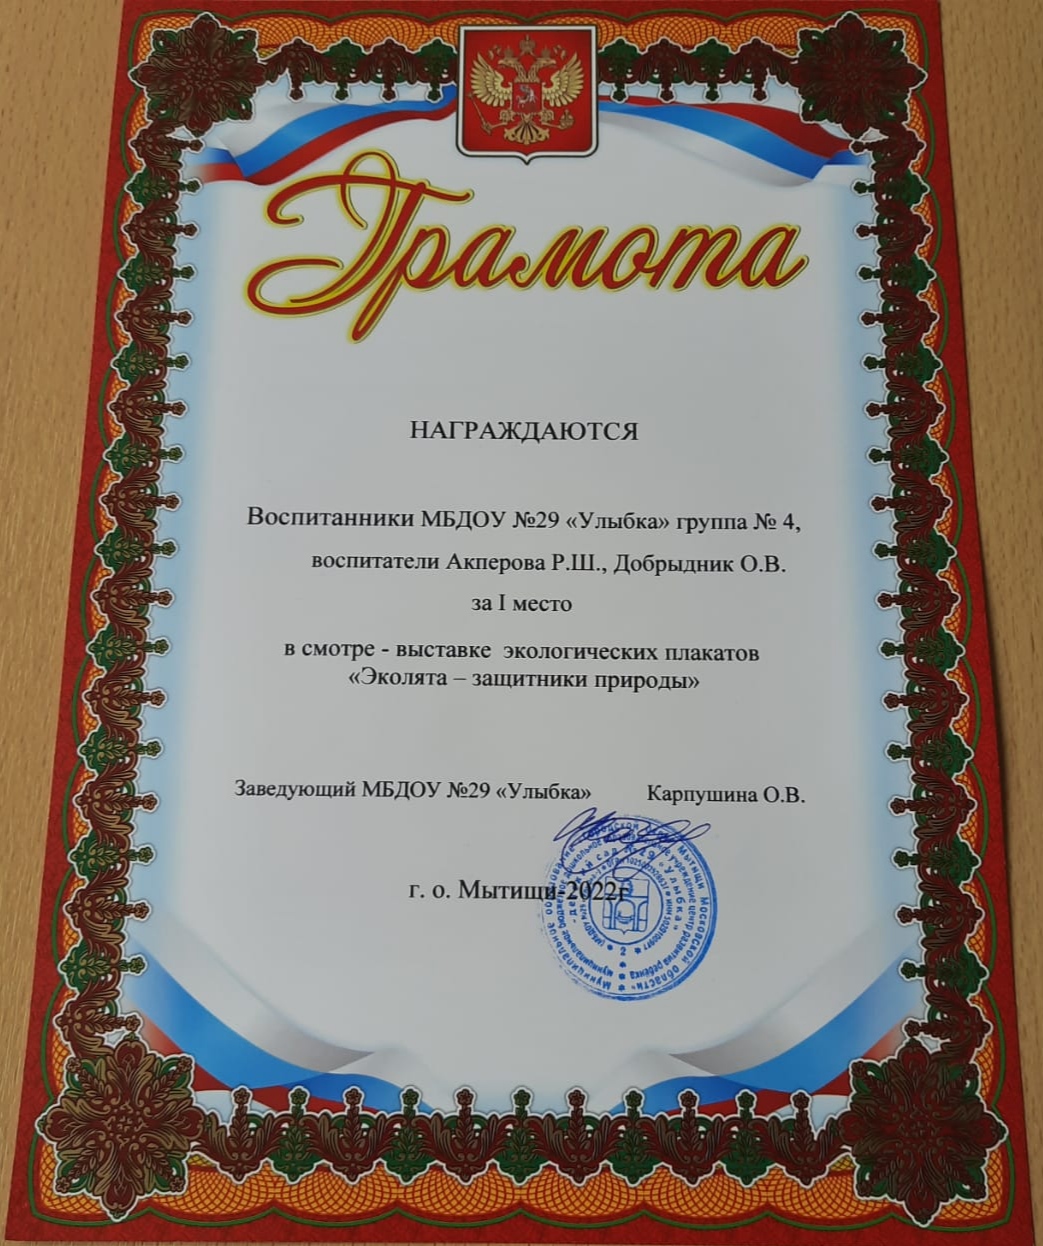 Грамота
НАГРАЖДАЮТСЯ
Воспитанники МБДОУ №29 «Улыбка» группа № 4,
воспитатели Акперова Р.Ш., Добрыдник О.В.
за I место
в смотре - выставке экологических плакатов
«Эколята – защитники природы»
Заведующий МБДОУ №29 «Улыбка» Карпушина О.В.
г. о. Мытищи-2022г